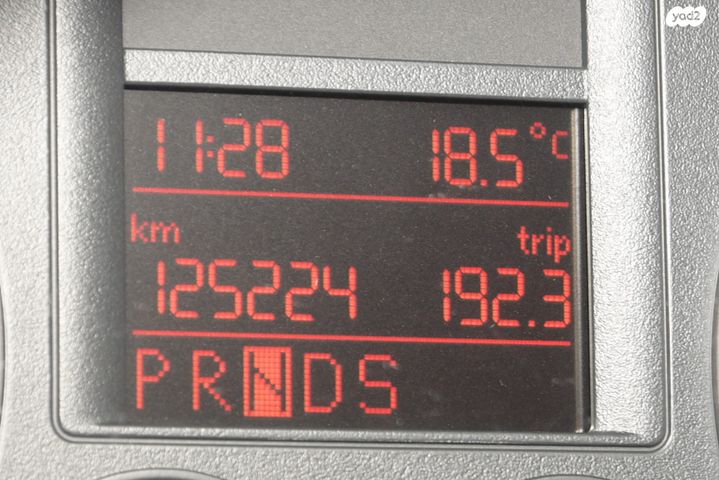 yad2
11:28 18.5°C
km trip
125224 192.3
PRNDS